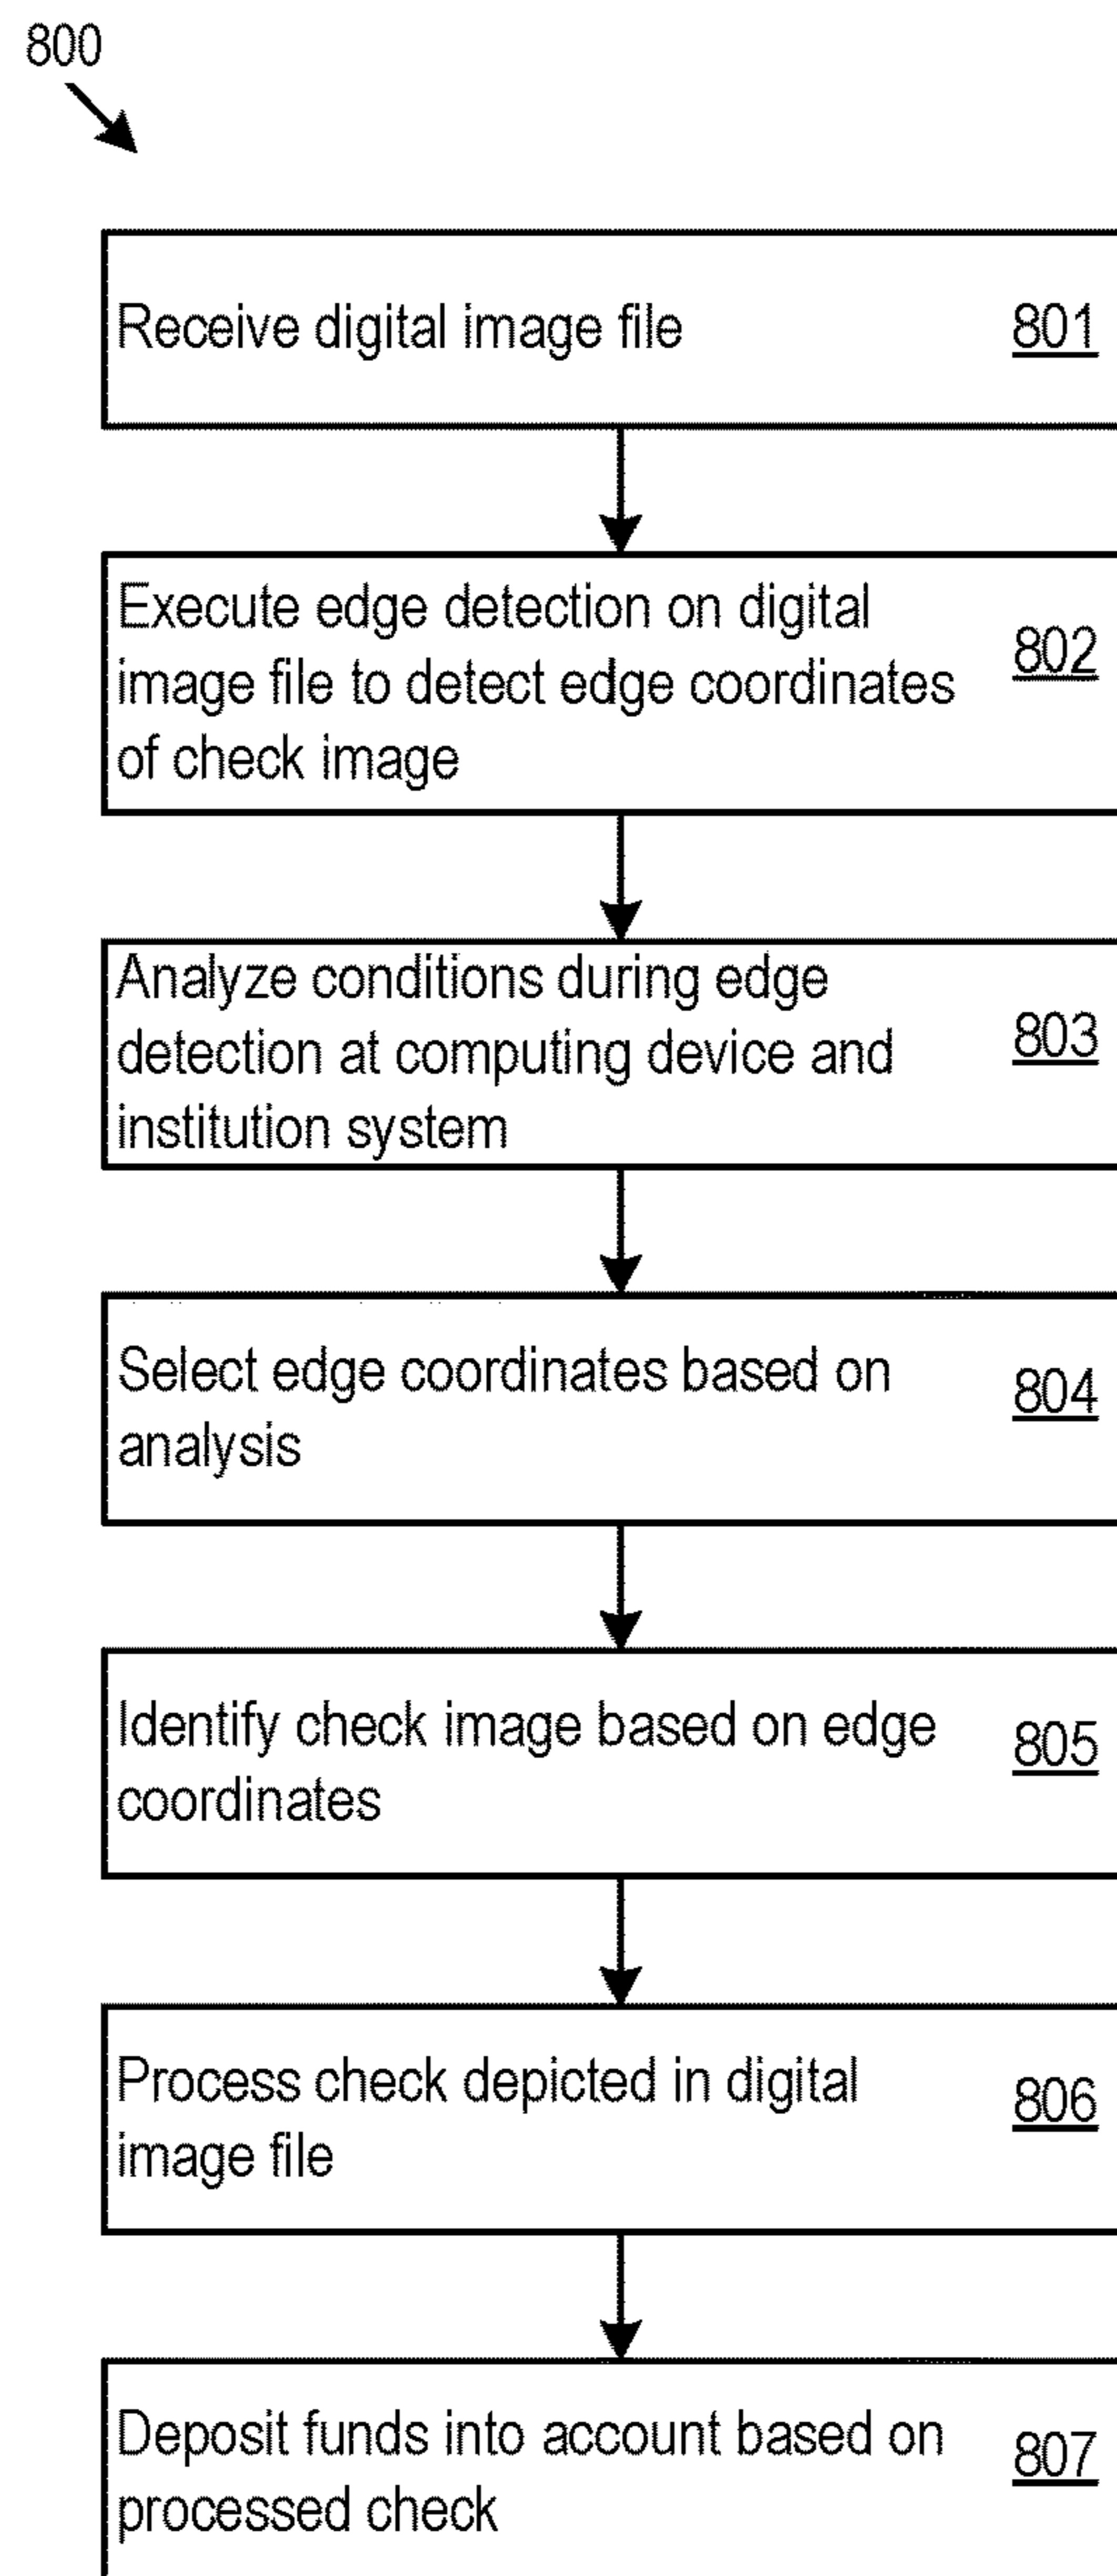 800
Receive digital image file 801
Execute edge detection on digital
image file to detect edge coordinates
of check image
802
Analyze conditions during edge
detection at computing device and
institution system
803
Select edge coordinates based on
analysis
804
Identify check image based on edge
coordinates
805
Process check depicted in digital
image file
806
Deposit funds into account based on
processed check
807